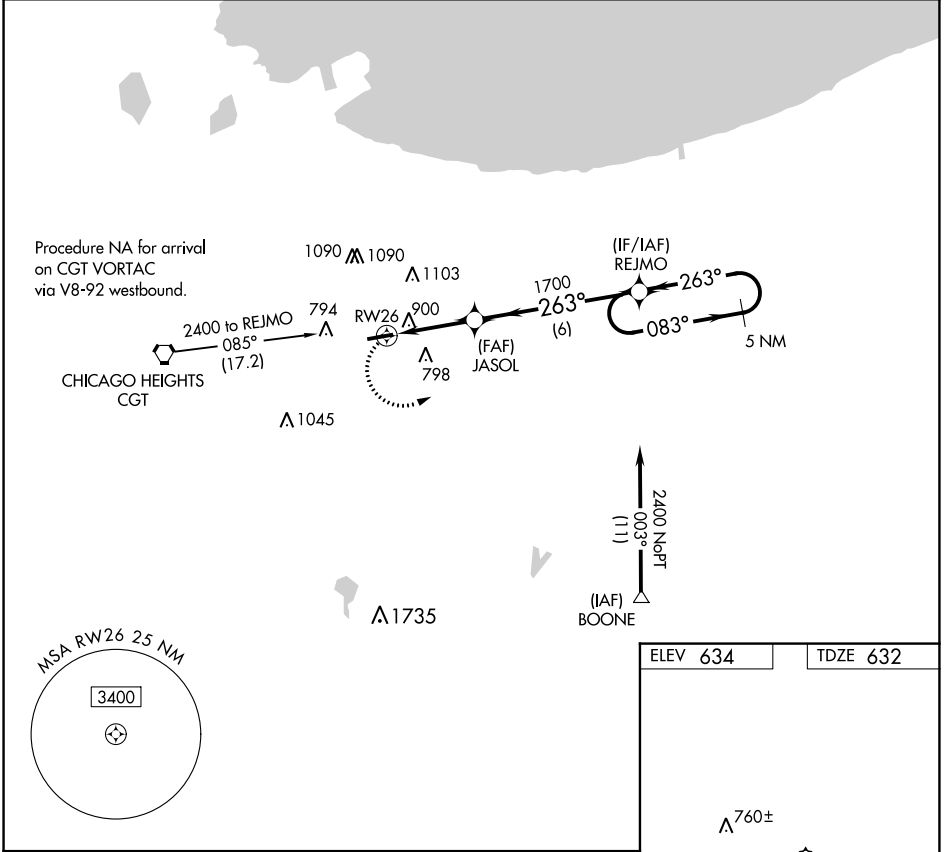 Procedure NA for arrival
on CGT VORTAC
via V8-92 westbound.
1090
1090
1103
794
RW26
900
798
1045
2400 to REJMO
085°
(17.2)
CHICAGO HEIGHTS
CGT
(FAF)
JASOL
1700
263°
(6)
(IF/IAF)
REJMO
263°
083°
5 NM
2400 NoPT
003°
(11)
(IAF)
BOONE
1735
MSA RW26 25 NM
3400
ELEV 634
TDZE 632
760±